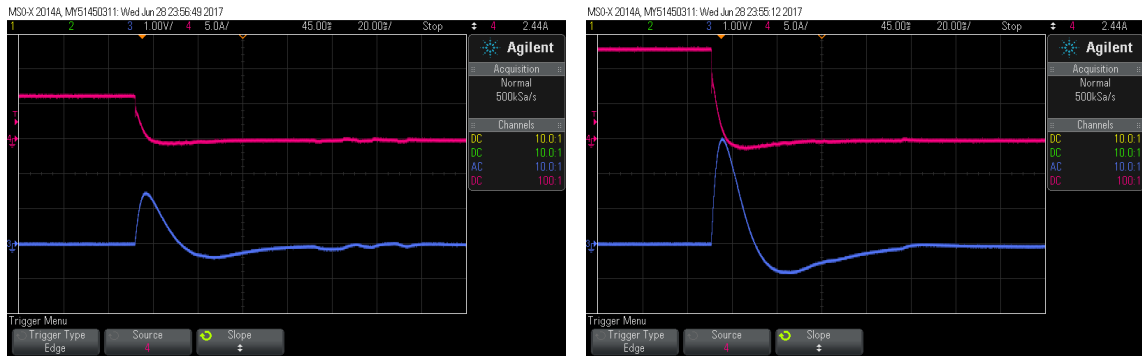 MSO-X 2014A, MY51450311: Wed Jun 28 23:56:49 2017
1 2 3 1.00V/ 4 5.0A/ 45.00s 20.00s/ Stop 4 2.44A
Agilent
Acquisition
Normal
500kSa/s
Channels
DC 10.0:1
DC 10.0:1
AC 10.0:1
DC 100:1
Trigger Menu
Trigger Type
Edge
Source
4
Slope
MSO-X 2014A, MY51450311: Wed Jun 28 23:55:12 2017
1 2 3 1.00V/ 4 5.0A/ 45.00s 20.00s/ Stop 4 2.44A
Agilent
Acquisition
Normal
500kSa/s
Channels
DC 10.0:1
DC 10.0:1
AC 10.0:1
DC 100:1
Trigger Menu
Trigger Type
Edge
Source
4
Slope